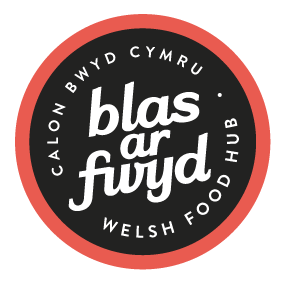 CALON BWYD CYMRU ·
blas
ar
fwyd
WELSH FOOD HUB